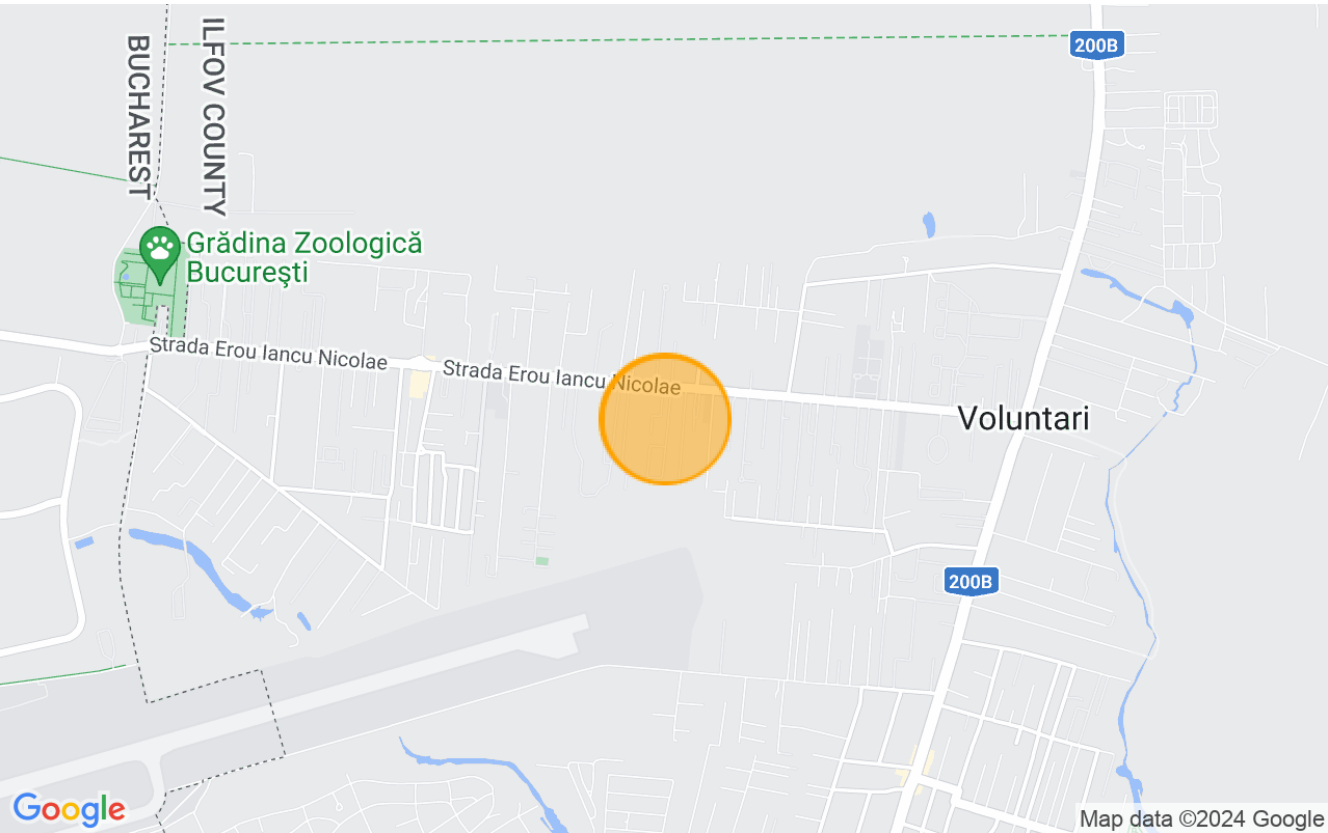 200B
ILFOV COUNTY
BUCHAREST
Grădina Zoologică
Bucureşti
Strada Erou Iancu Nicolae
Strada Erou Iancu Nicolae
Voluntari
200B
Google
Map data ©2024 Google